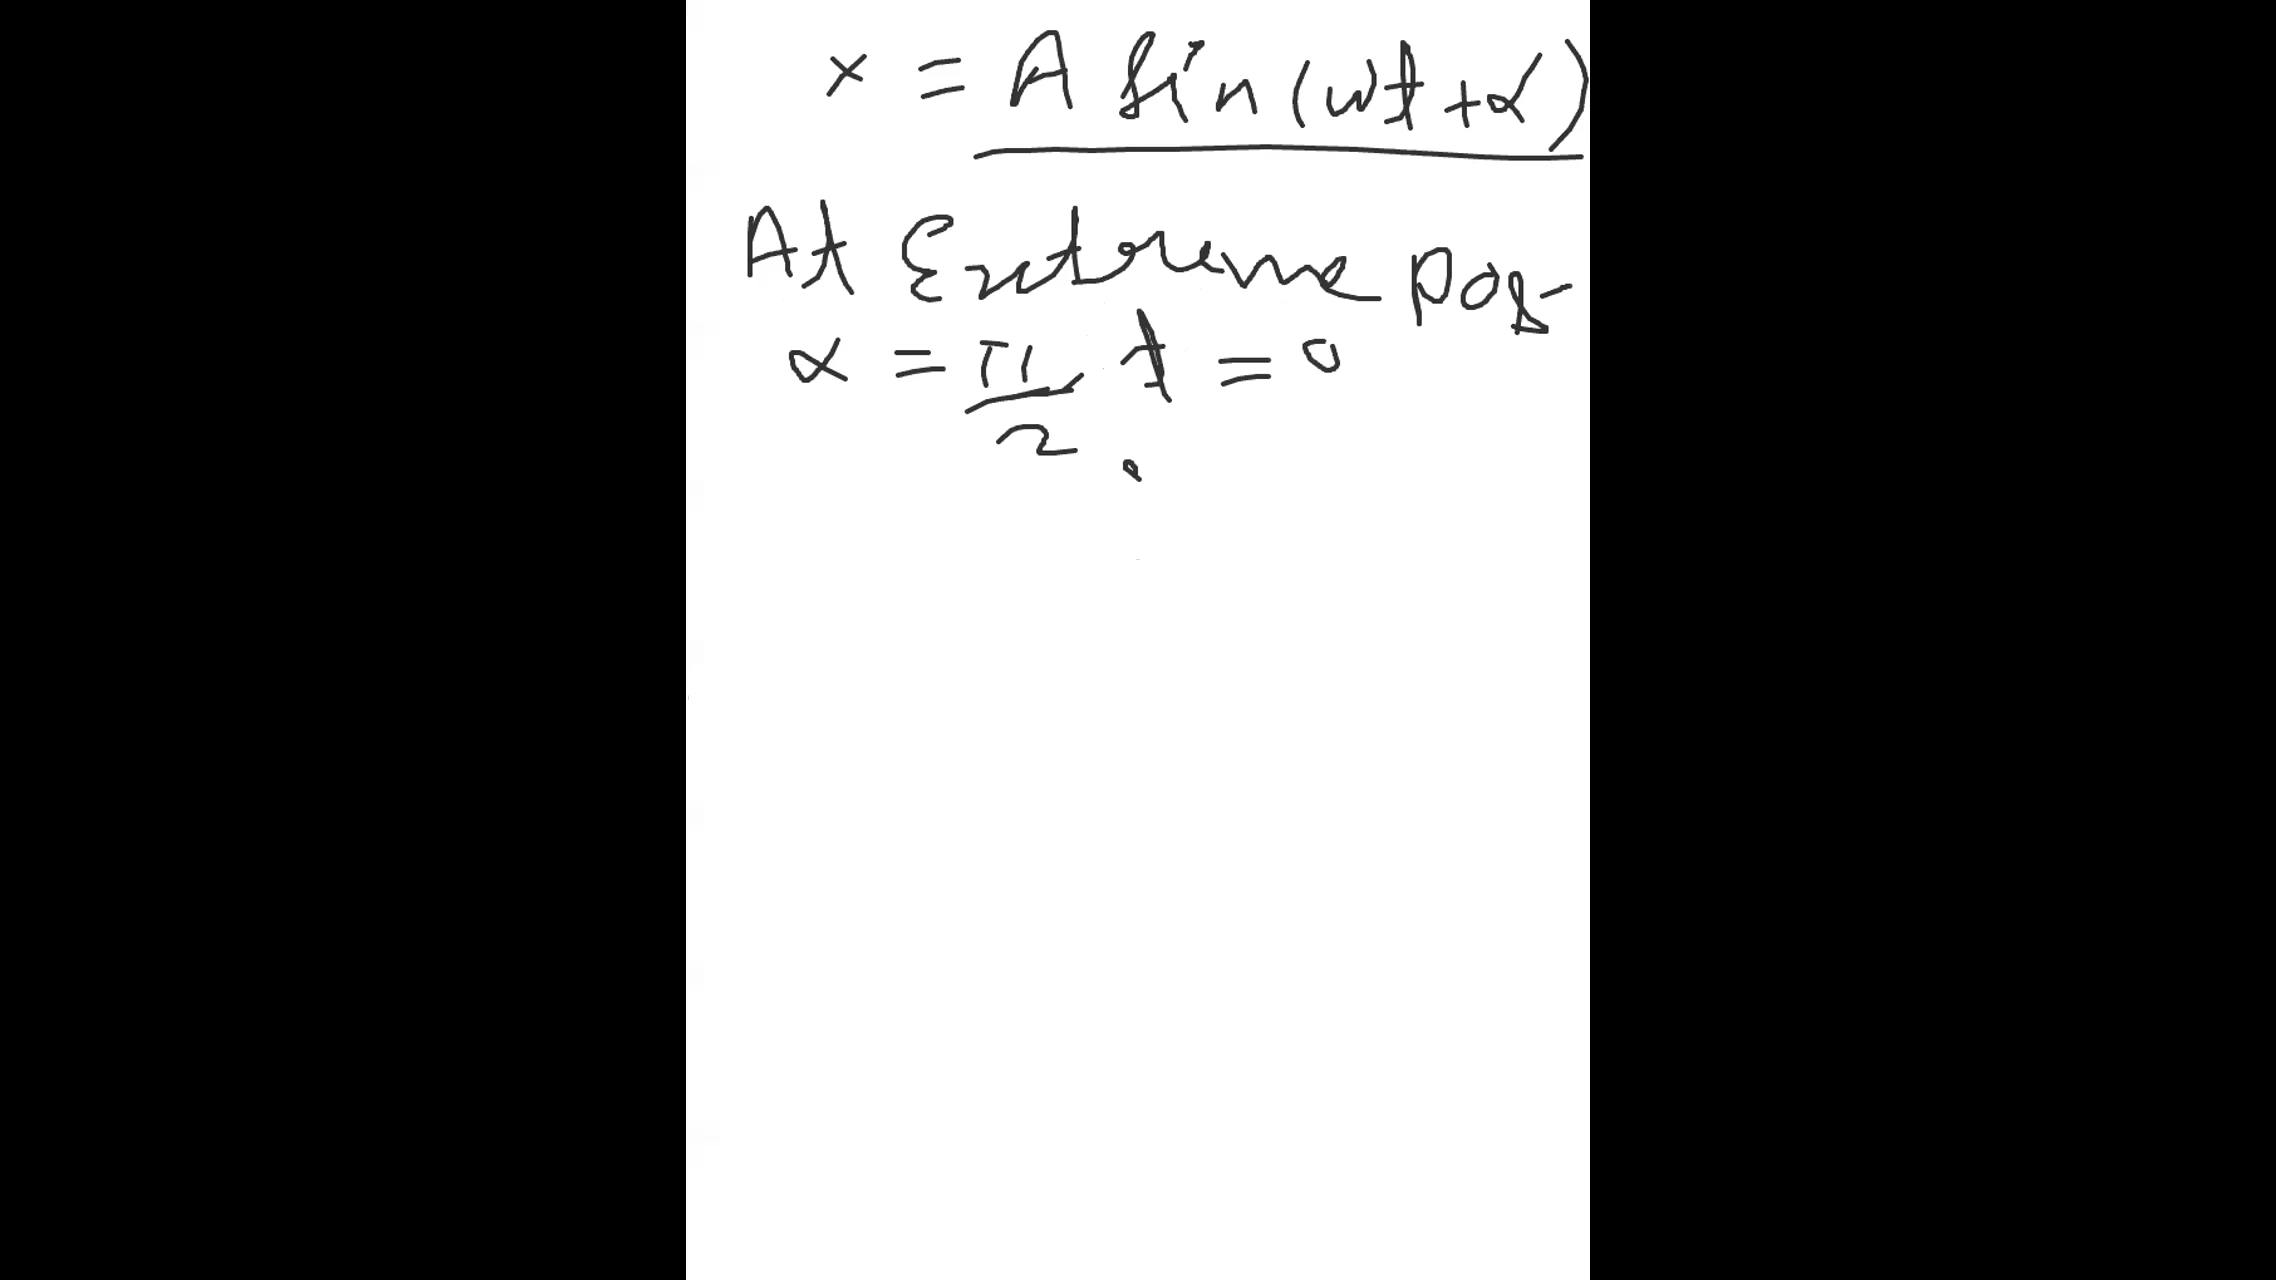 x = A sin(ωt + α)
At Extreme pos-
α = π/2, t = 0